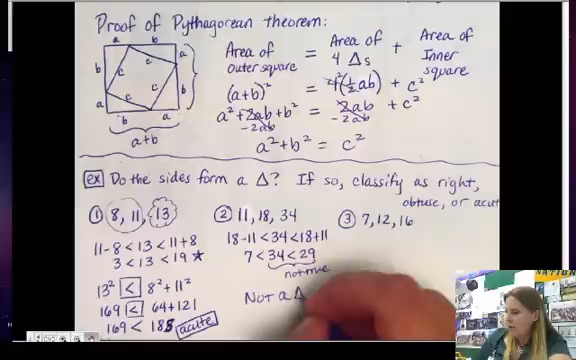 Proof of Pythagorean theorem:
a b
a
b
c c
c c
b
a
b a
a+b
Area of outer square = Area of 4 Δs + Area of Inner square
(a+b)² = 4(½ab) + c²
a² + 2ab + b² = 2ab + c²
-2ab -2ab
a² + b² = c²
ex Do the sides form a Δ? If so, classify as right,
obtuse, or acut
① 8, 11, 13
11-8 < 13 < 11+8
3 < 13 < 19 ★
13² < 8² + 11²
169 < 64+121
169 < 185 acute
② 11, 18, 34
18-11 < 34 < 18+11
7 < 34 < 29
not true
Not a Δ
③ 7, 12, 16